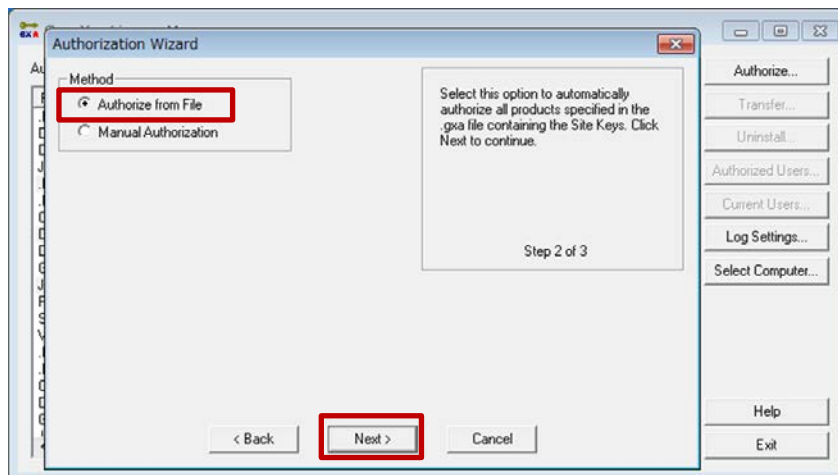 Authorization Wizard
Method
Authorize from File
Manual Authorization
Select this option to automatically
authorize all products specified in the
.gxa file containing the Site Keys. Click
Next to continue.
Step 2 of 3
< Back
Next >
Cancel
Authorize...
Transfer...
Uninstall...
Authorized Users...
Current Users...
Log Settings...
Select Computer...
Help
Exit